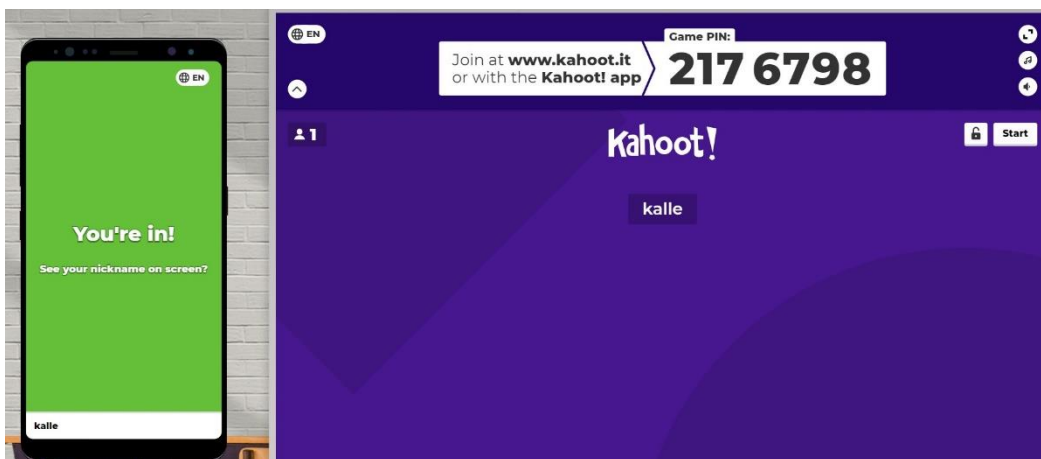 EN
You're in!
See your nickname on screen?
kalle
EN
Join at www.kahoot.it
or with the Kahoot! app
Game PIN:
217 6798
1
Kahoot!
Start
kalle